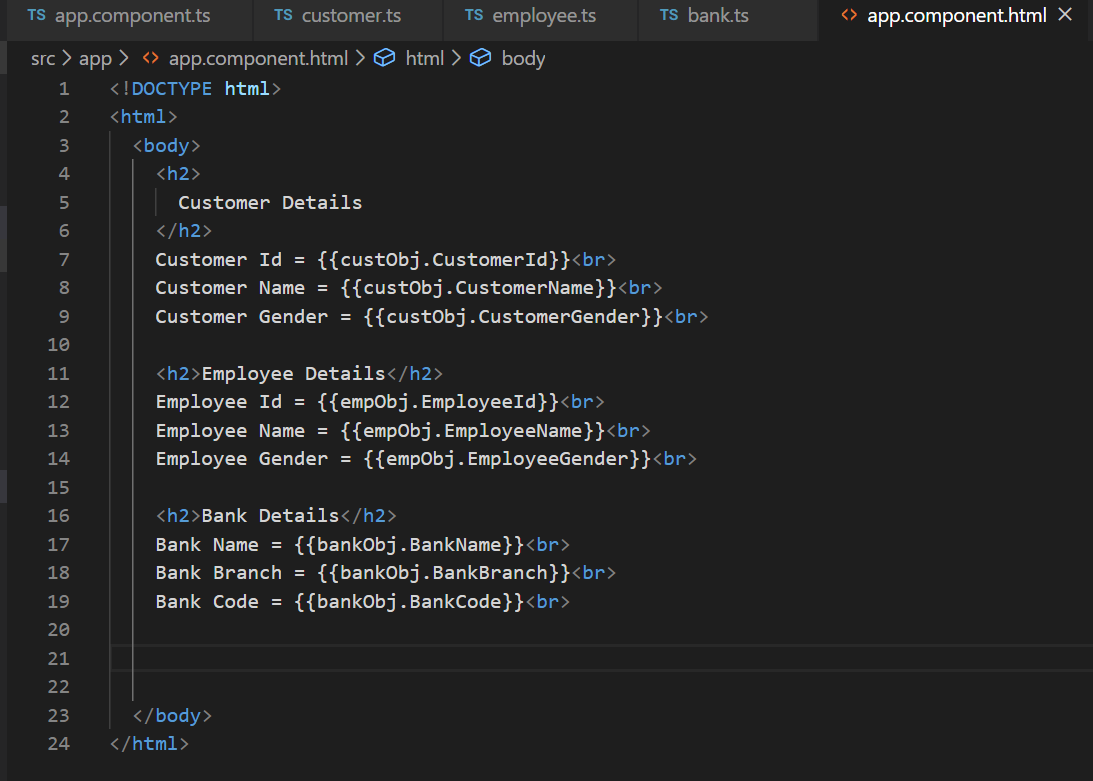 TS app.component.ts TS customer.ts TS employee.ts TS bank.ts <> app.component.html
src > app > <> app.component.html > html > body
1 <!DOCTYPE html>
2 <html>
3 <body>
4 <h2>
5 Customer Details
6 </h2>
7 Customer Id = {{custObj.CustomerId}}<br>
8 Customer Name = {{custObj.CustomerName}}<br>
9 Customer Gender = {{custObj.CustomerGender}}<br>
10
11 <h2>Employee Details</h2>
12 Employee Id = {{empObj.EmployeeId}}<br>
13 Employee Name = {{empObj.EmployeeName}}<br>
14 Employee Gender = {{empObj.EmployeeGender}}<br>
15
16 <h2>Bank Details</h2>
17 Bank Name = {{bankObj.BankName}}<br>
18 Bank Branch = {{bankObj.BankBranch}}<br>
19 Bank Code = {{bankObj.BankCode}}<br>
20
21
22
23 </body>
24 </html>